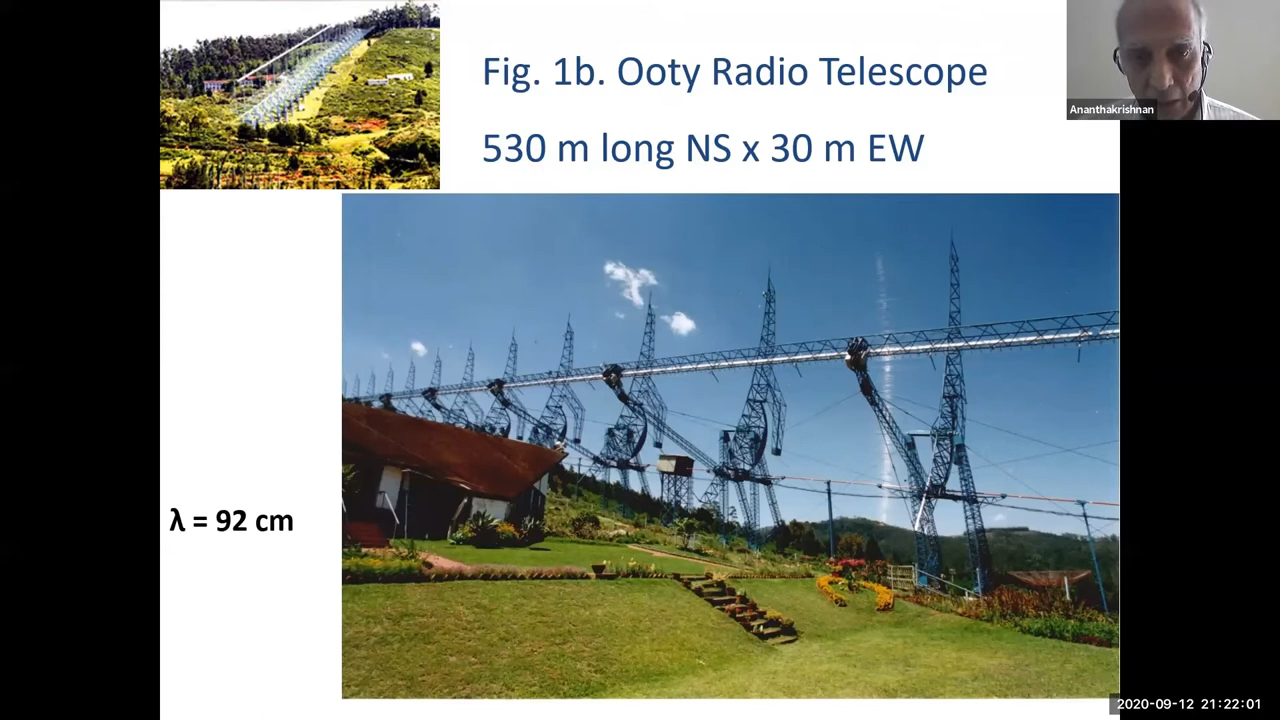 Fig. 1b. Ooty Radio Telescope
530 m long NS x 30 m EW
Ananthakrishnan
λ = 92 cm
2020-09-12 21:22:01